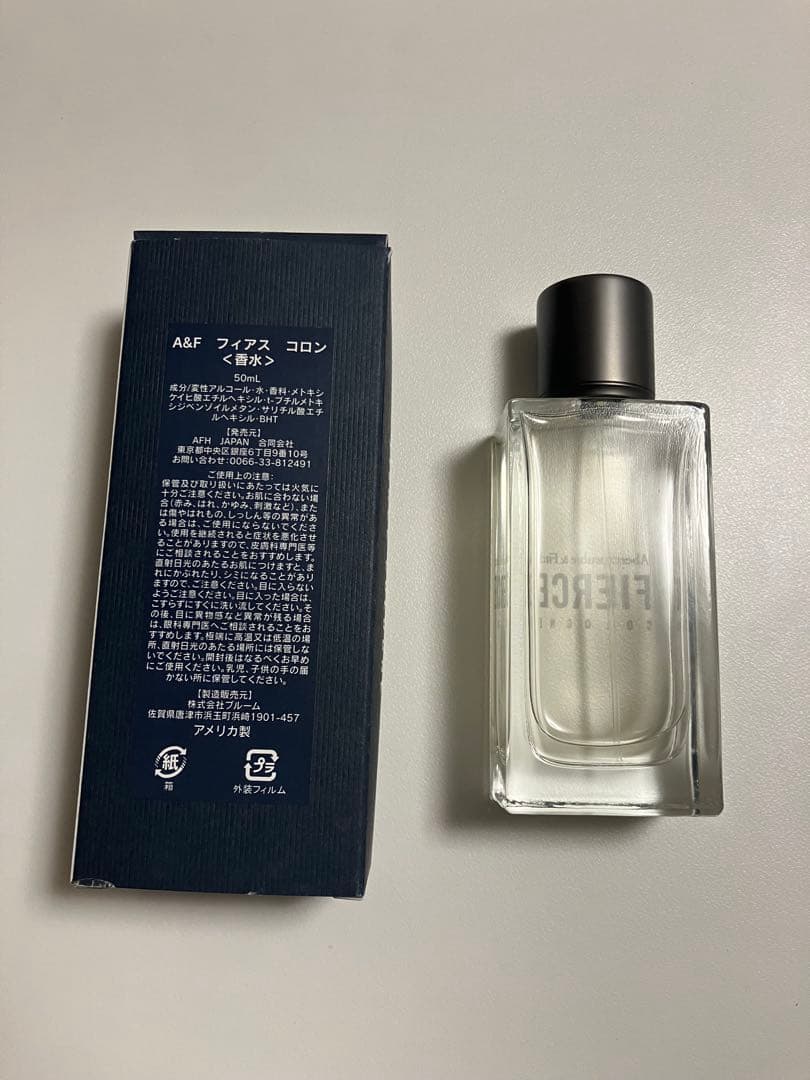 A&F フィアス コロン
＜香水＞
50mL
成分/変性アルコール・水・香料・メトキシ
ケイヒ酸エチルヘキシル・t-ブチルメトキ
シジベンゾイルメタン・サリチル酸エチ
ルヘキシル・BHT
【発売元】
AFH JAPAN 合同会社
東京都中央区銀座6丁目9番10号
お問い合わせ：0066-33-812491
ご使用上の注意：
保管及び取り扱いにあたっては火気に
十分ご注意ください。お肌に合わない場
合（赤み、はれ、かゆみ、刺激など）、また
は傷やはれもの、しっしん等の異常があ
る場合は、ご使用にならないでくださ
い。使用を継続されると症状を悪化させ
ることがありますので、皮膚科専門医等
にご相談されることをおすすめします。
直射日光のあたるお肌につけますと、ま
れにかぶれたり、シミになることがあり
ますので、ご注意ください。目に入らない
ようご注意ください。目に入った場合は、
こすらずにすぐに洗い流してください。そ
の後、目に異物感など異常が残る場合
は、眼科専門医へご相談されることをお
すすめします。極端に高温又は低温の場
所、直射日光のあたる場所には保管しな
いでください。開封後はなるべくお早め
にご使用ください。乳児、子供の手の届
かない所に保管してください。
【製造販売元】
株式会社ブルーム
佐賀県唐津市浜玉町浜崎1901-457
アメリカ製
紙
箱
プラ
外装フィルム
Abercrombie & Fitch
FIERCE
COLOGNE